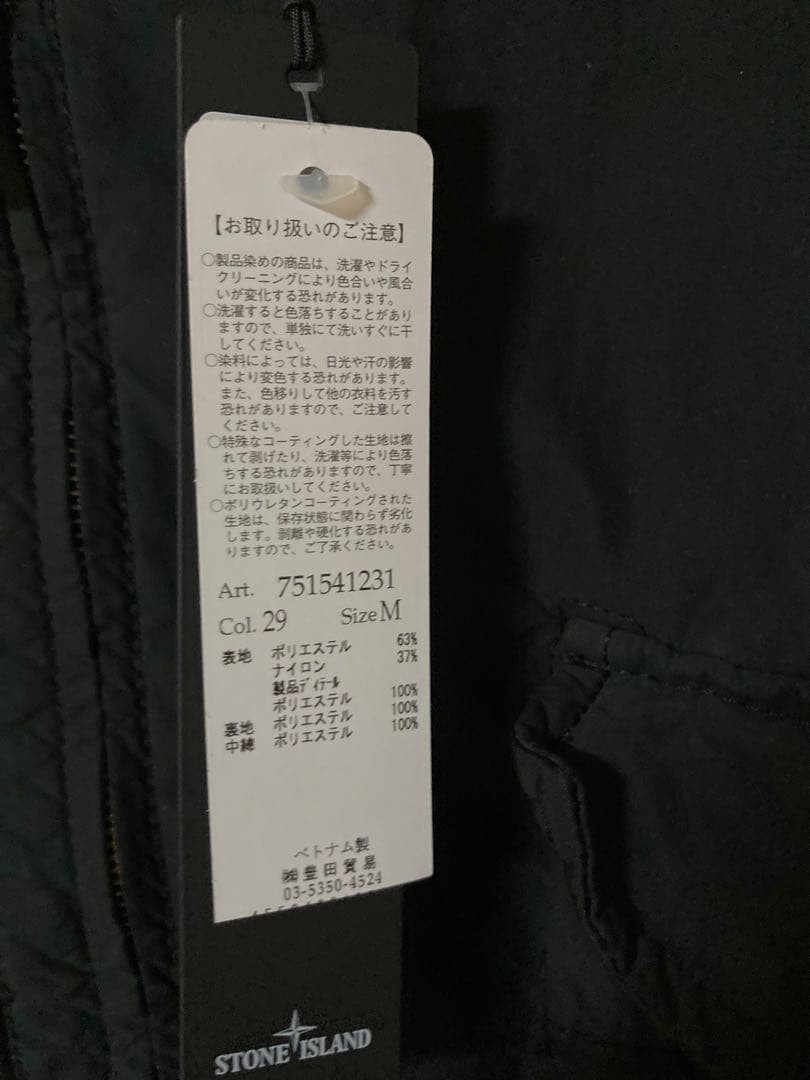 【お取り扱いのご注意】
○製品染めの商品は、洗濯やドライ
クリーニングにより色合いや風合
いが変化する恐れがあります。
○洗濯すると色落ちすることがあり
ますので、単独にて洗いすぐに干
してください。
○染料によっては、日光や汗の影響
により変色する恐れがあります。
また、色移りして他の衣料を汚す
恐れがありますので、ご注意して
ください。
○特殊なコーティングした生地は擦
れて剥げたり、洗濯等により色落
ちする恐れがありますので、丁寧
にお取扱いしてください。
○ポリウレタンコーティングされた
生地は、保存状態に関わらず劣化
します。剥離や硬化する恐れがあ
りますので、ご了承ください。
Art. 751541231
Col. 29 Size M
表地 ポリエステル 63%
ナイロン 37%
製品ﾃﾞｨﾃｰﾙ
ポリエステル 100%
裏地 ポリエステル 100%
中綿 ポリエステル 100%
ベトナム製
㈱豊田貿易
03-5350-4524
STONE ISLAND